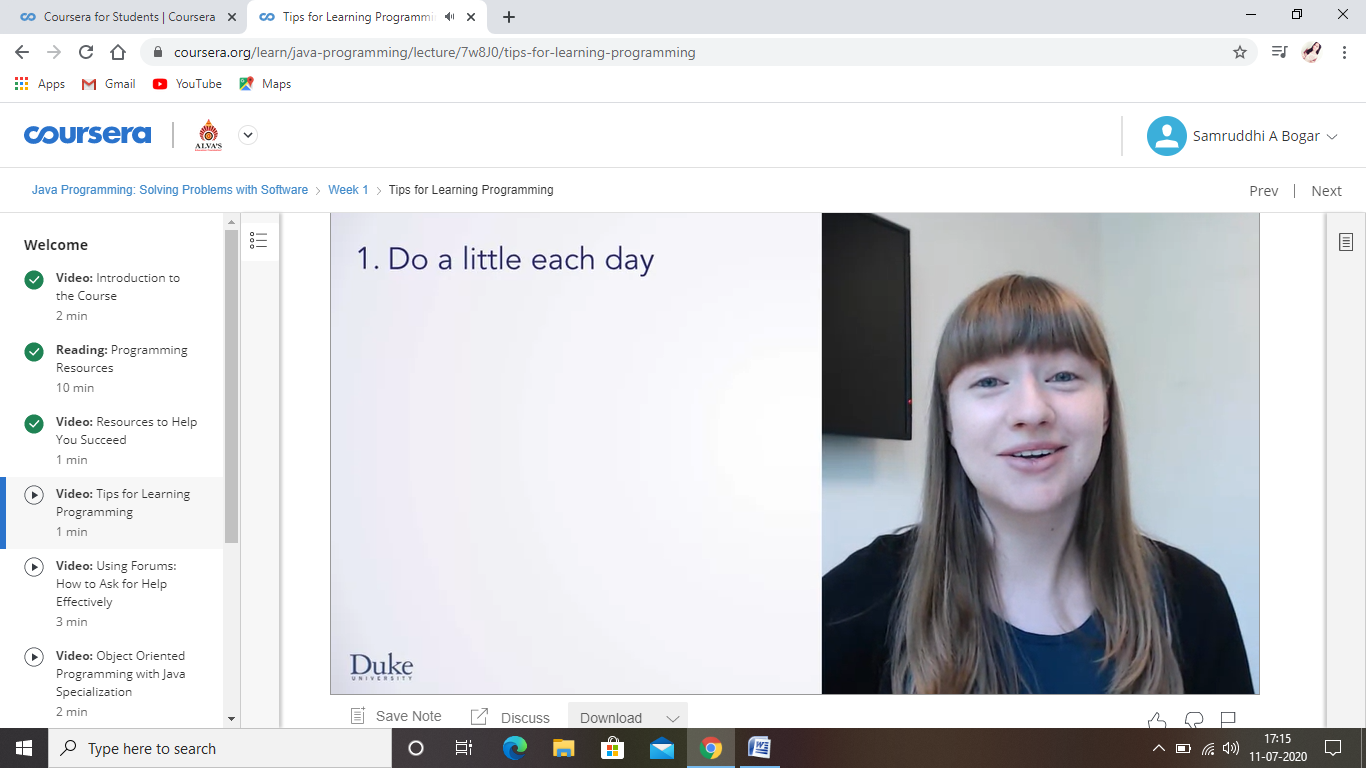 Coursera for Students | Coursera
Tips for Learning Programmi
coursera.org/learn/java-programming/lecture/7w8J0/tips-for-learning-programming
Apps Gmail YouTube Maps
coursera
ALVA'S
Samruddhi A Bogar
Java Programming: Solving Problems with Software > Week 1 > Tips for Learning Programming
Prev | Next
Welcome
Video: Introduction to
the Course
2 min
Reading: Programming
Resources
10 min
Video: Resources to Help
You Succeed
1 min
Video: Tips for Learning
Programming
1 min
Video: Using Forums:
How to Ask for Help
Effectively
3 min
Video: Object Oriented
Programming with Java
Specialization
2 min
1. Do a little each day
Duke
UNIVERSITY
Save Note Discuss Download
Type here to search
17:15
11-07-2020